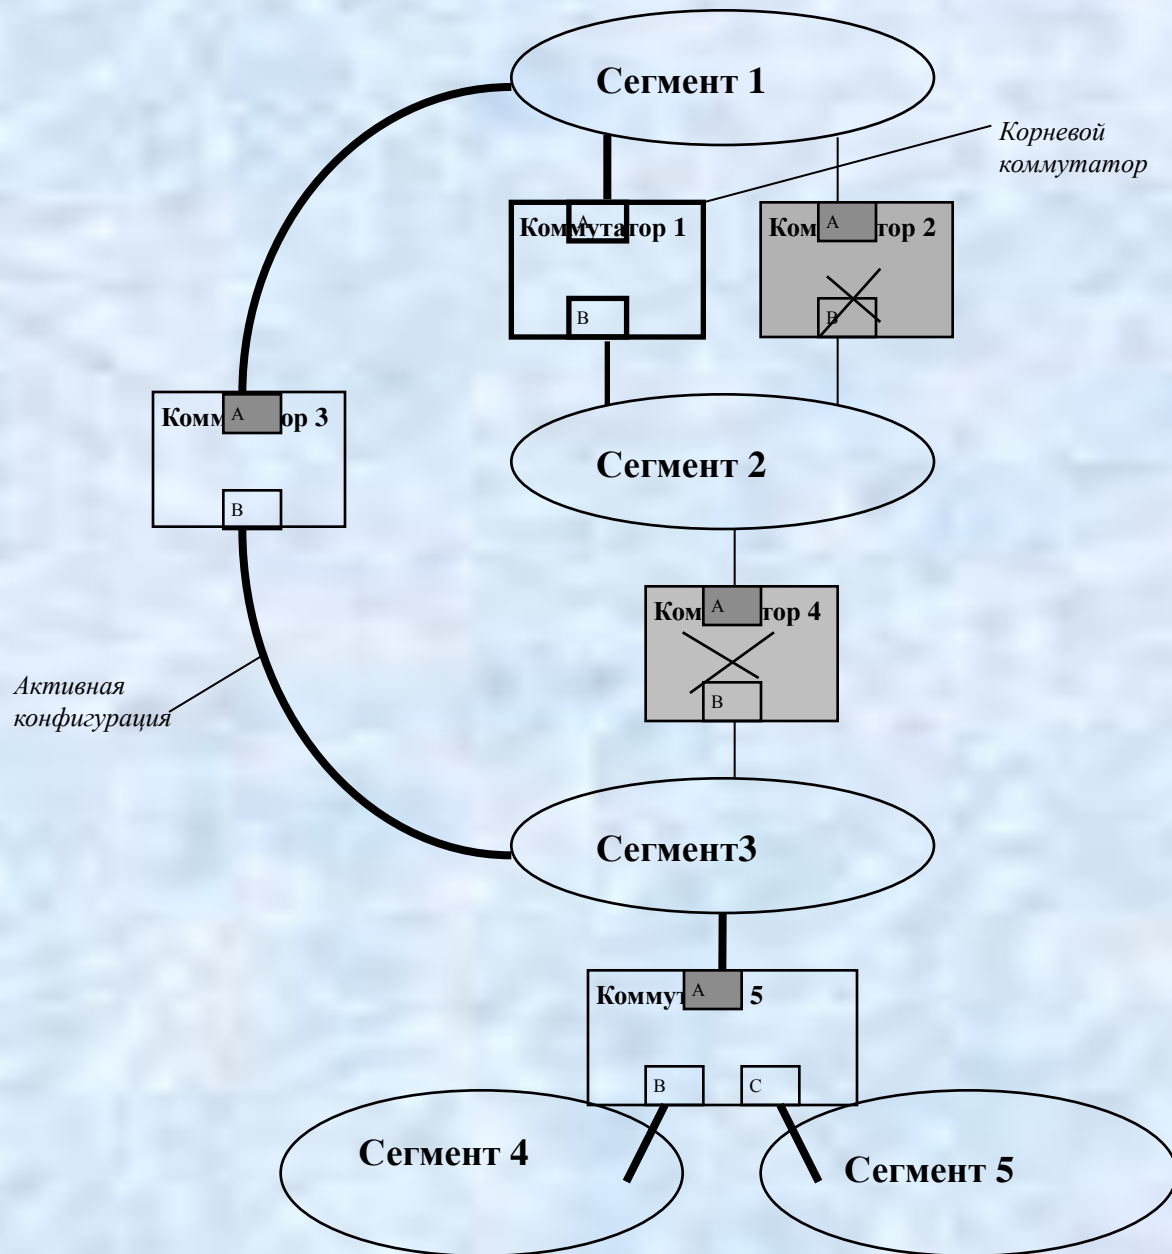 Сегмент 1
Корневой
коммутатор
Коммутатор 1
A
Ком A тор 2
B
B
Комм A ор 3
Сегмент 2
B
Ком A тор 4
Активная
конфигурация
B
Сегмент3
Коммут A 5
B
C
Сегмент 4
Сегмент 5